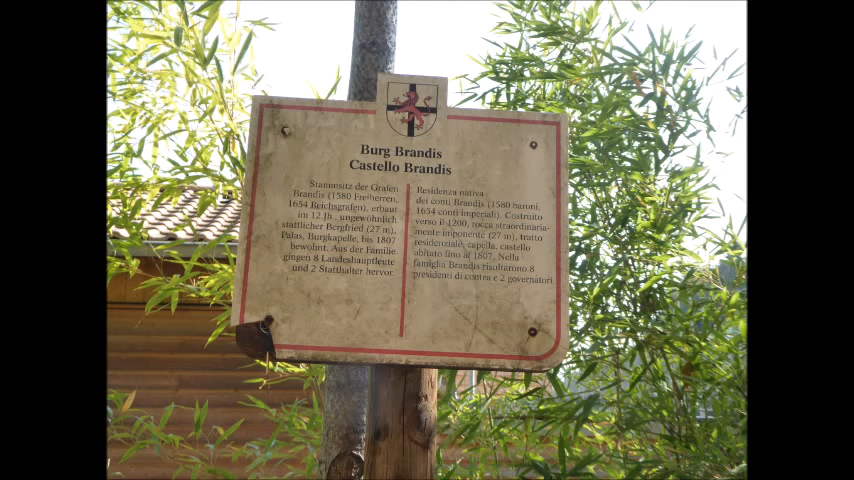 Burg Brandis
Castello Brandis
Stammsitz der Grafen
Brandis (1580 Freiherren,
1654 Reichsgrafen), erbaut
im 12 Jh., ungewöhnlich
stattlicher Bergfried (27 m),
Palas, Burgkapelle, bis 1807
bewohnt. Aus der Familie
gingen 8 Landeshauptleute
und 2 Statthalter hervor.
Residenza nativa
dei conti Brandis (1580 baroni,
1654 conti imperiali). Costruito
verso il 1200, rocca straordinaria-
mente imponente (27 m), tratto
residenziale, capella, castello
abitato fino al 1807. Nella
famiglia Brandis risultarono 8
presidenti di contea e 2 governatori.